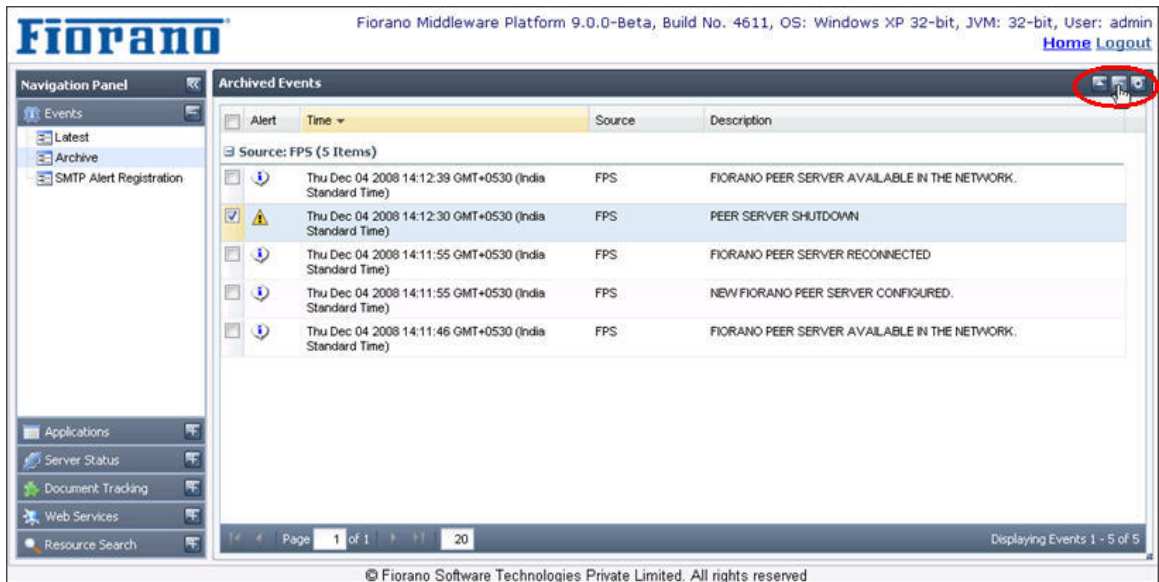 Fiorano
Fiorano Middleware Platform 9.0.0-Beta, Build No. 4611, OS: Windows XP 32-bit, JVM: 32-bit, User: admin
Home Logout
Navigation Panel
Events
Latest
Archive
SMTP Alert Registration
Applications
Server Status
Document Tracking
Web Services
Resource Search
Archived Events
Alert Time Source Description
Source: FPS (5 Items)
Thu Dec 04 2008 14:12:39 GMT+0530 (India FPS FIORANO PEER SERVER AVAILABLE IN THE NETWORK.
Standard Time)
Thu Dec 04 2008 14:12:30 GMT+0530 (India FPS PEER SERVER SHUTDOWN
Standard Time)
Thu Dec 04 2008 14:11:55 GMT+0530 (India FPS FIORANO PEER SERVER RECONNECTED
Standard Time)
Thu Dec 04 2008 14:11:55 GMT+0530 (India FPS NEW FIORANO PEER SERVER CONFIGURED.
Standard Time)
Thu Dec 04 2008 14:11:46 GMT+0530 (India FPS FIORANO PEER SERVER AVAILABLE IN THE NETWORK.
Standard Time)
Page 1 of 1 20 Displaying Events 1 - 5 of 5
© Fiorano Software Technologies Private Limited. All rights reserved